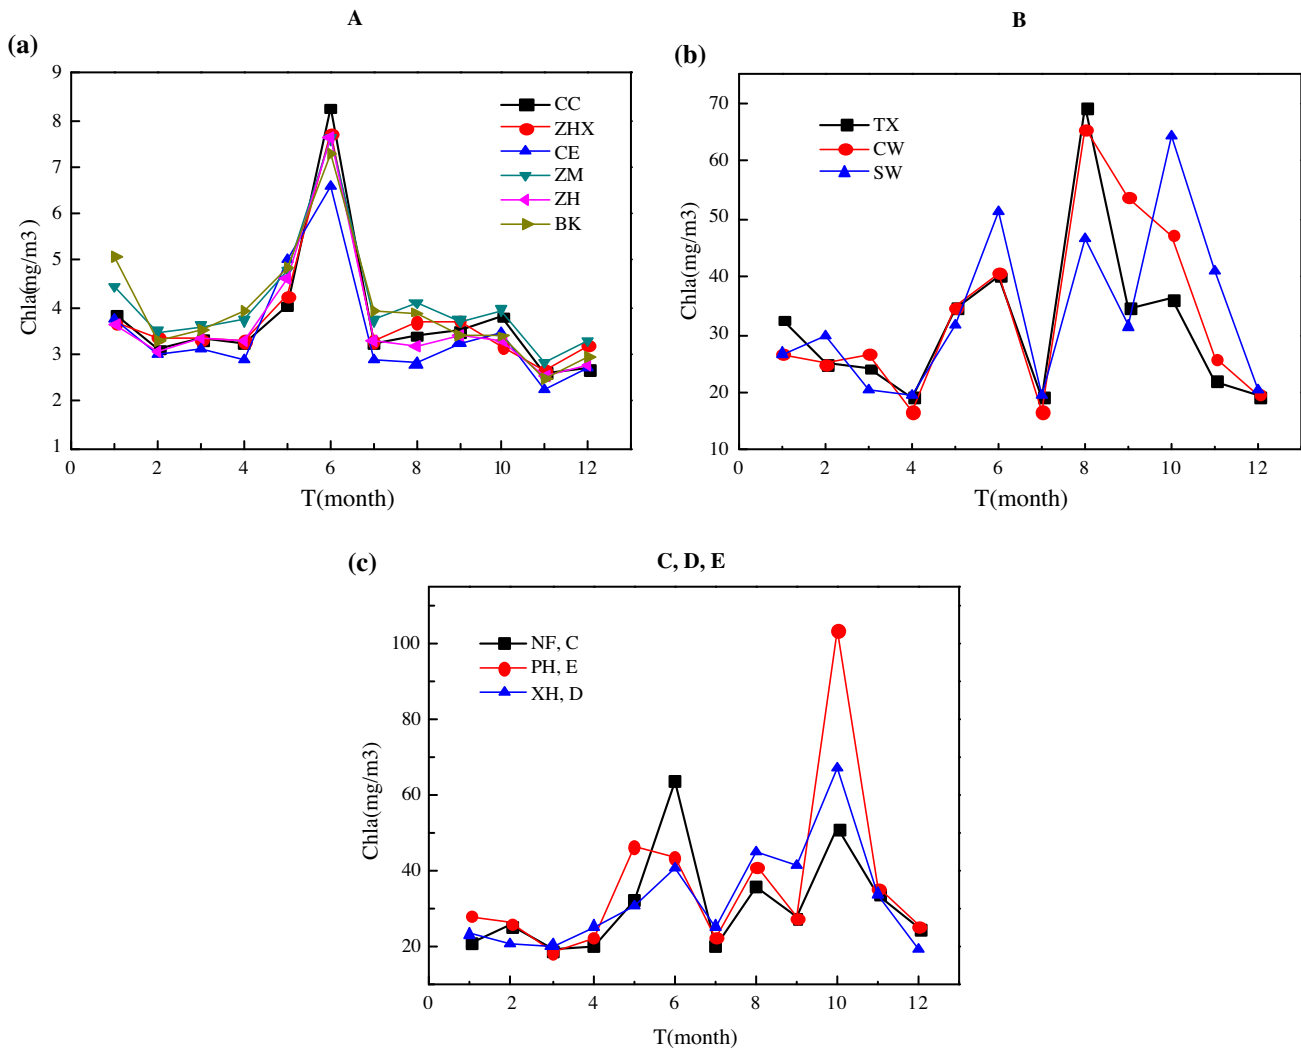 A
(a)
9
8
7
6
5
4
3
2
1
Chla(mg/m3)
CC
ZHX
CE
ZM
ZH
BK
0 2 4 6 8 10 12
T(month)
B
(b)
70
60
50
40
30
20
10
Chla(mg/m3)
TX
CW
SW
0 2 4 6 8 10 12
T(month)
(c)
C, D, E
100
80
60
40
20
Chla(mg/m3)
NF, C
PH, E
XH, D
0 2 4 6 8 10 12
T(month)